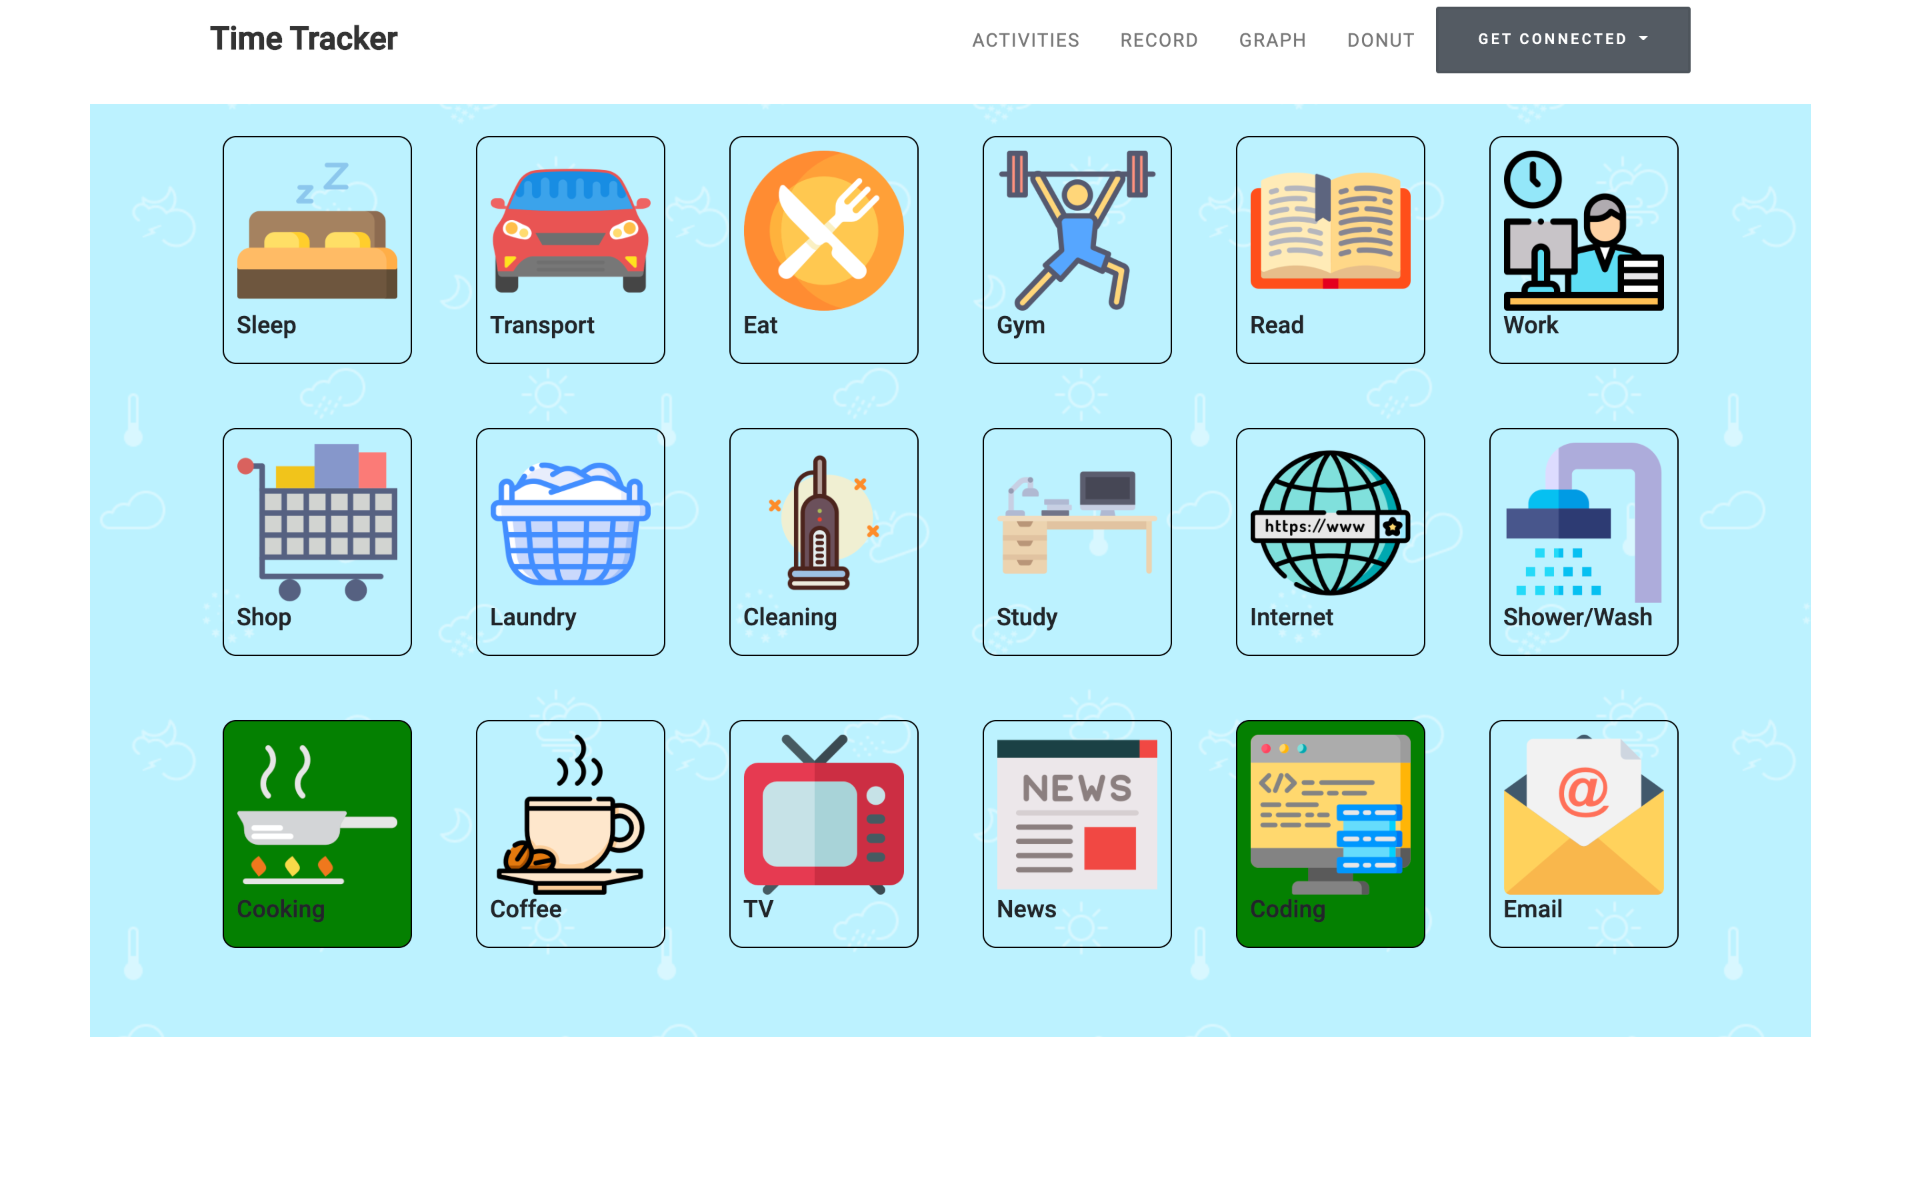 Time Tracker
ACTIVITIES RECORD GRAPH DONUT GET CONNECTED
Sleep Transport Eat Gym Read Work
https://www
Shop Laundry Cleaning Study Internet Shower/Wash
NEWS
</>
@
Cooking Coffee TV News Coding Email